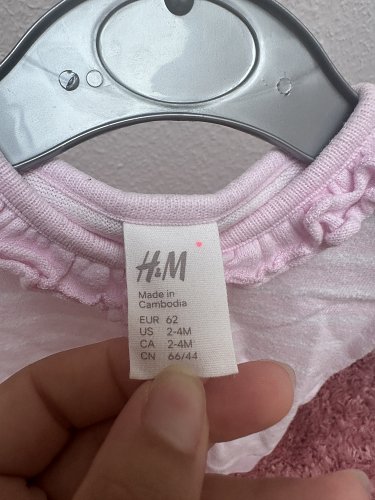 H&M
Made in
Cambodia
EUR 62
US 2-4M
CA 2-4M
CN 66/44